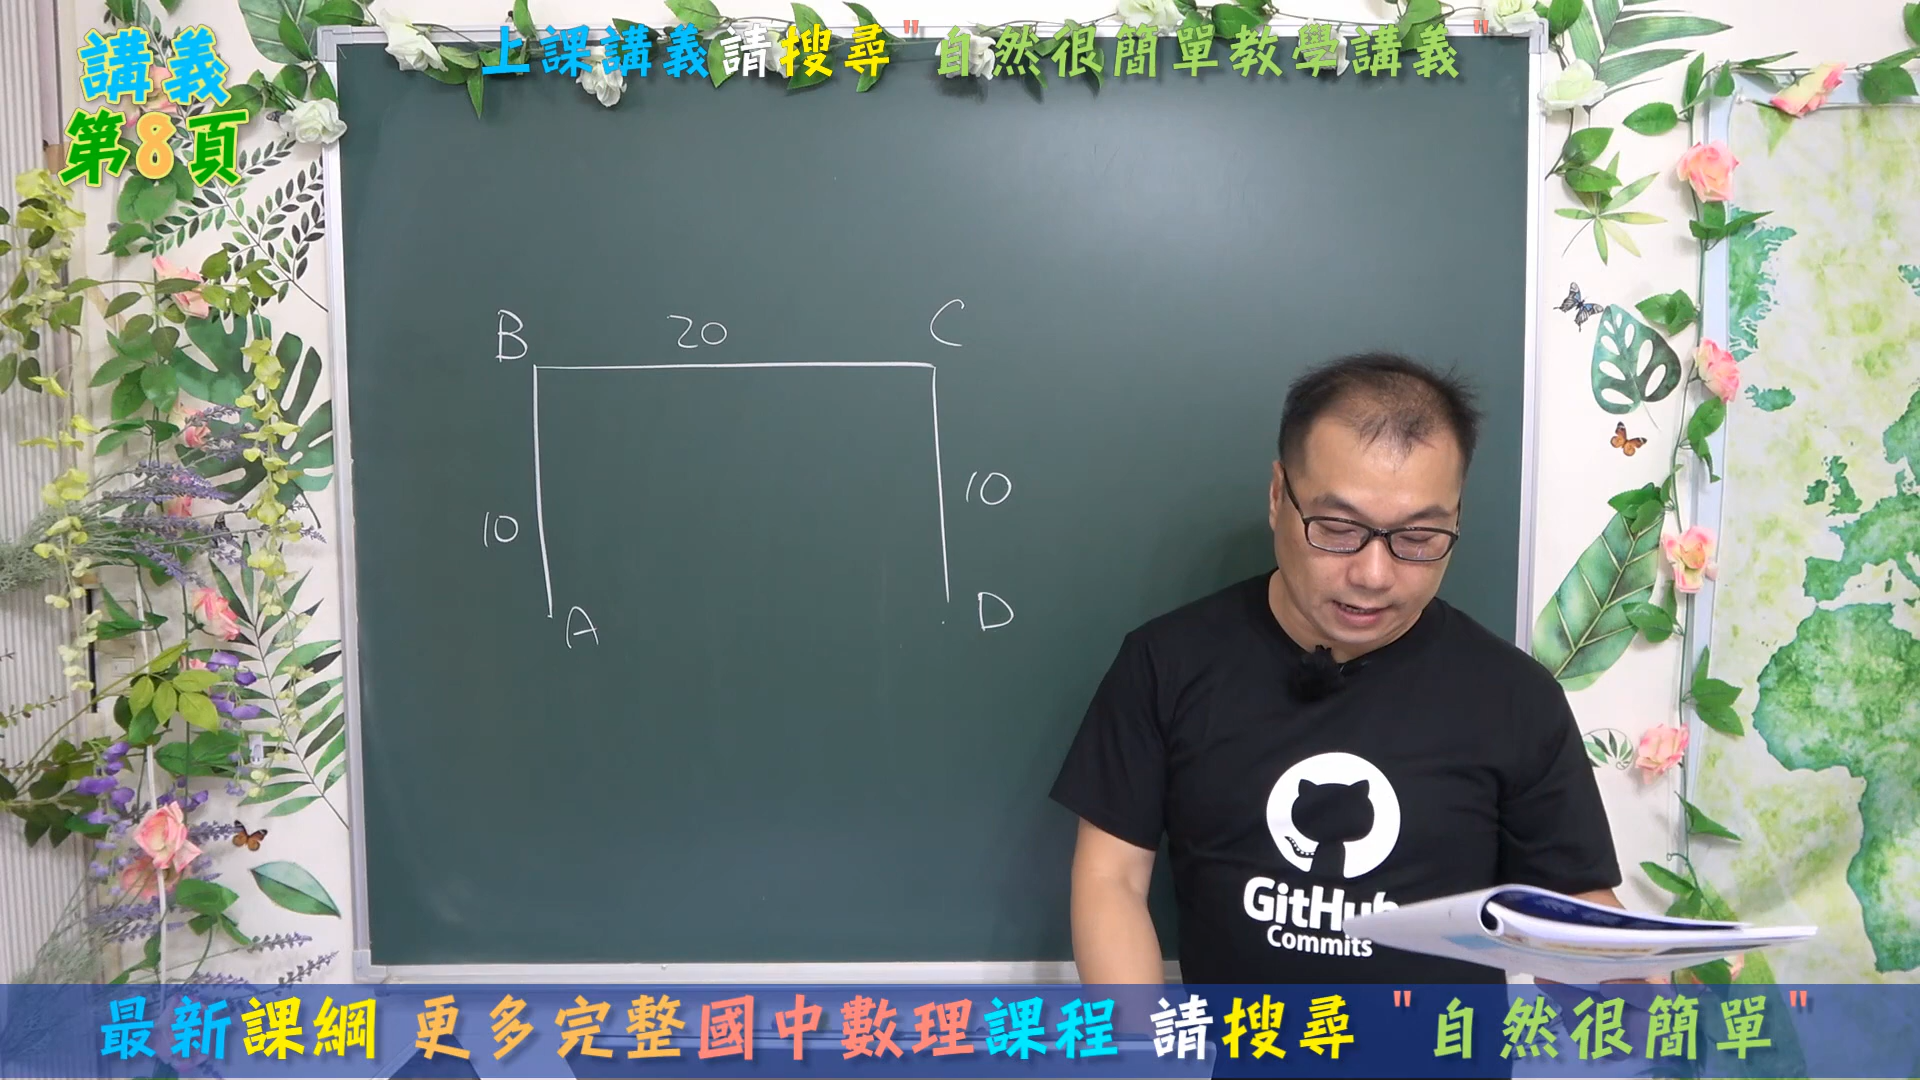 講義
第8頁
上課講義請搜尋"自然很簡單教學講義"
B 20 C
10
10
A
D
GitHub
Commits
最新課綱 更多完整國中數理課程 請搜尋"自然很簡單"